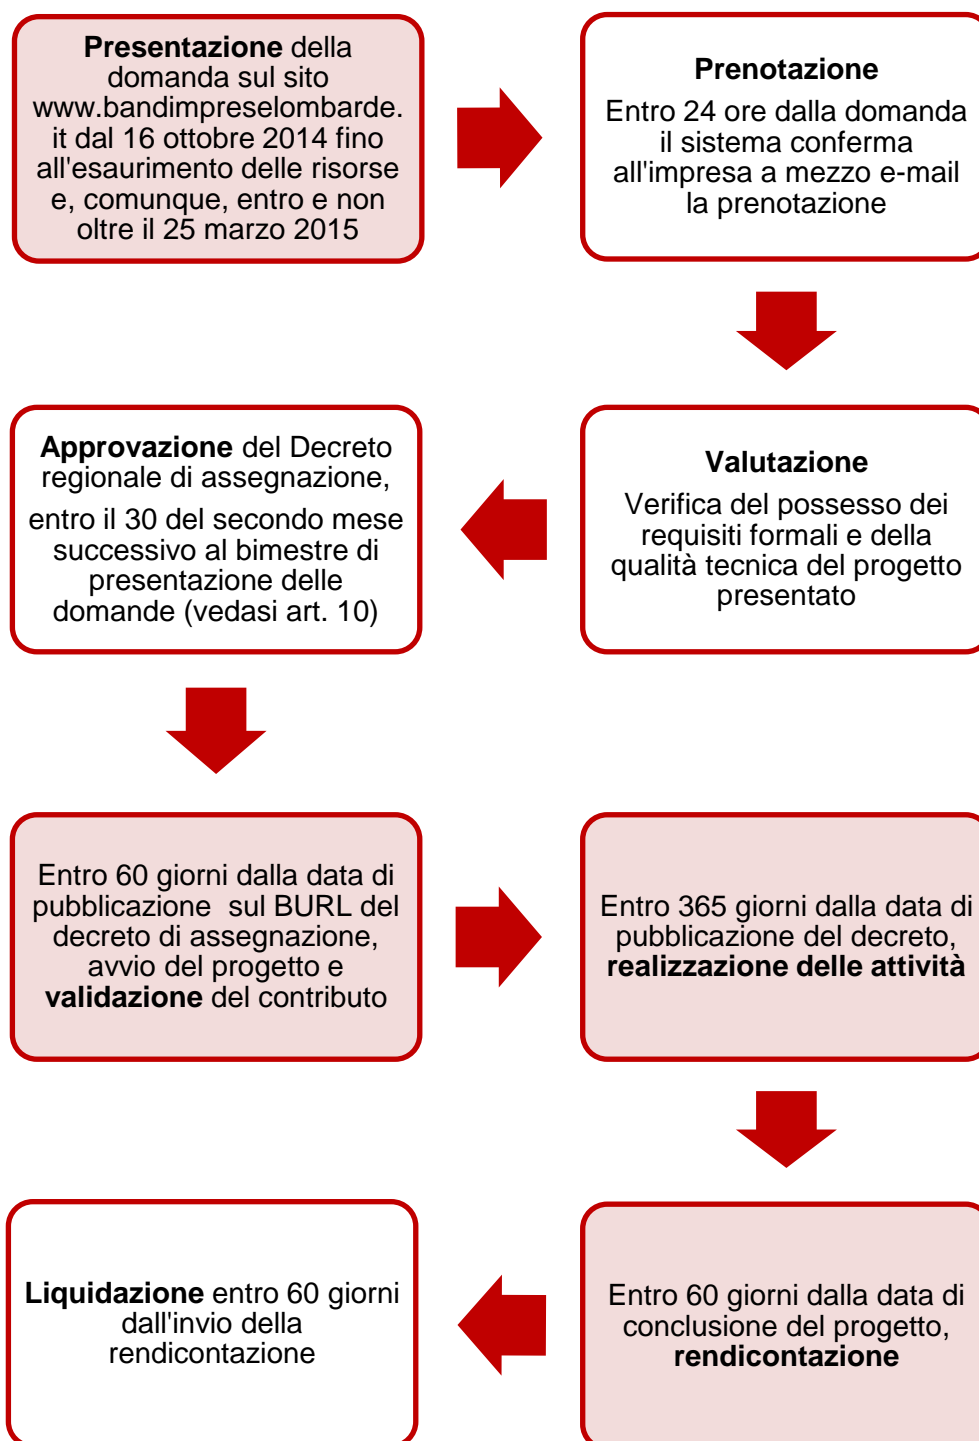 Presentazione della
domanda sul sito
www.bandimpreselombarde.
it dal 16 ottobre 2014 fino
all'esaurimento delle risorse
e, comunque, entro e non
oltre il 25 marzo 2015
Prenotazione
Entro 24 ore dalla domanda
il sistema conferma
all'impresa a mezzo e-mail
la prenotazione
Valutazione
Verifica del possesso dei
requisiti formali e della
qualità tecnica del progetto
presentato
Approvazione del Decreto
regionale di assegnazione,
entro il 30 del secondo mese
successivo al bimestre di
presentazione delle
domande (vedasi art. 10)
Entro 60 giorni dalla data di
pubblicazione  sul BURL del
decreto di assegnazione,
avvio del progetto e
validazione del contributo
Entro 365 giorni dalla data di
pubblicazione del decreto,
realizzazione delle attività
Entro 60 giorni dalla data di
conclusione del progetto,
rendicontazione
Liquidazione entro 60 giorni
dall'invio della
rendicontazione